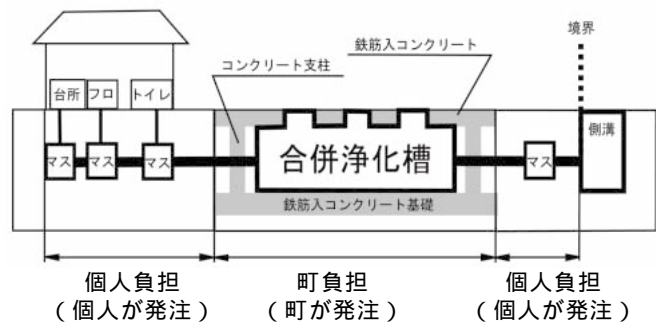 境界
鉄筋入コンクリート
コンクリート支柱
台所
フロ
トイレ
側溝
マス
マス
マス
合併浄化槽
マス
鉄筋入コンクリート基礎
個人負担
（個人が発注）
町負担
（町が発注）
個人負担
（個人が発注）